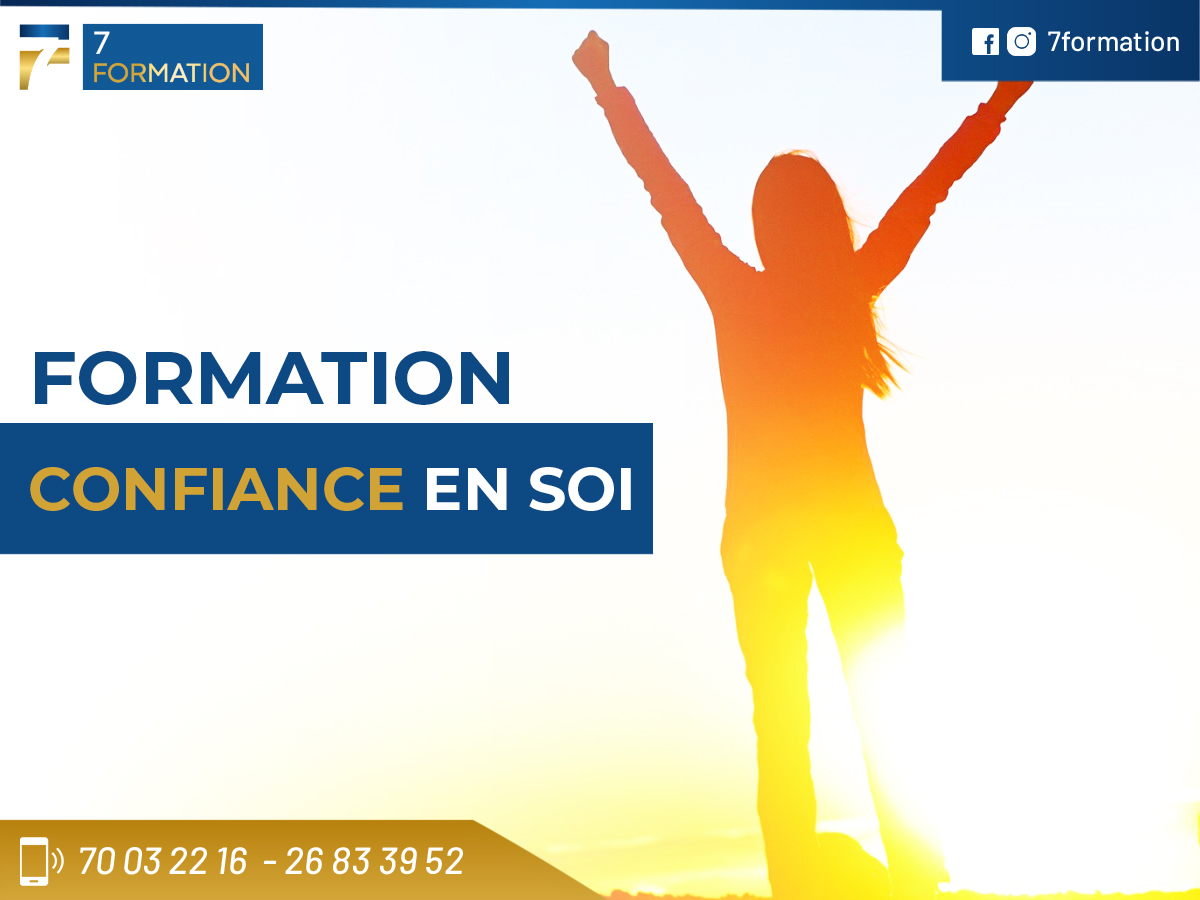 7
FORMATION
7formation
FORMATION
CONFIANCE EN SOI
70 03 22 16 - 26 83 39 52